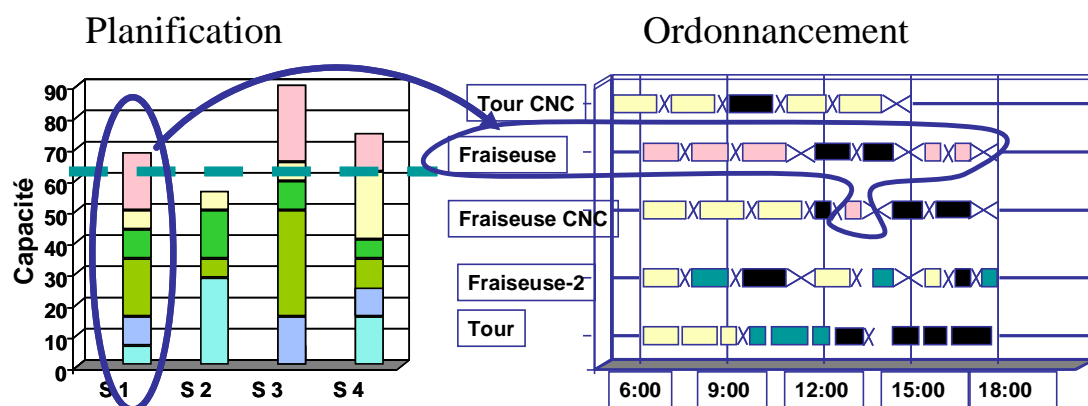 Planification
Ordonnancement
Capacité
90
80
70
60
50
40
30
20
10
0
S 1
S 2
S 3
S 4
Tour CNC
Fraiseuse
Fraiseuse CNC
Fraiseuse-2
Tour
6:00
9:00
12:00
15:00
18:00